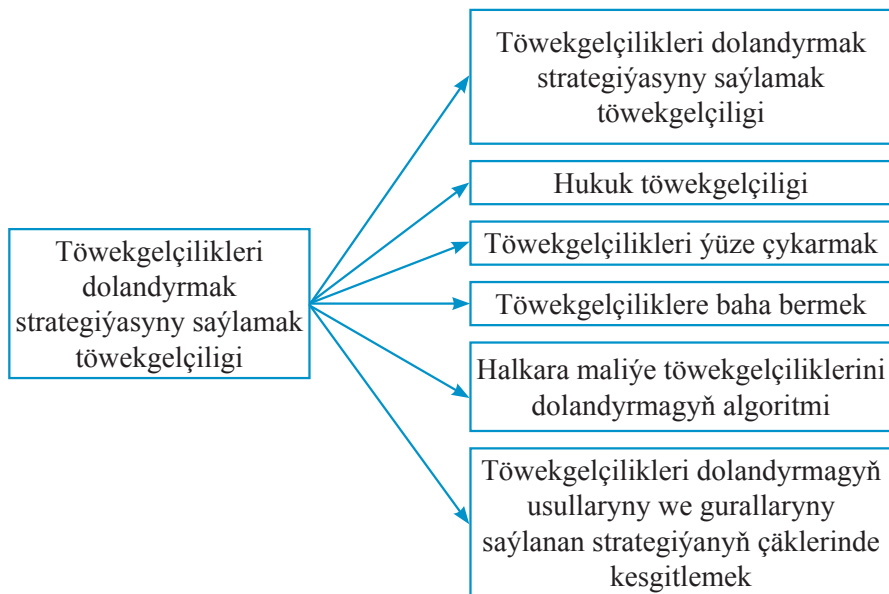 Töwekgelçilikleri
dolandyrmak
strategiýasyny saýlamak
töwekgelçiligi
Töwekgelçilikleri dolandyrmak
strategiýasyny saýlamak
töwekgelçiligi
Hukuk töwekgelçiligi
Töwekgelçilikleri ýüze çykarmak
Töwekgelçiliklere baha bermek
Halkara maliýe töwekgelçiliklerini
dolandyrmagyň algoritmi
Töwekgelçilikleri dolandyrmagyň
usullaryny we gurallaryny
saýlanan strategiýanyň çäklerinde
kesgitlemek